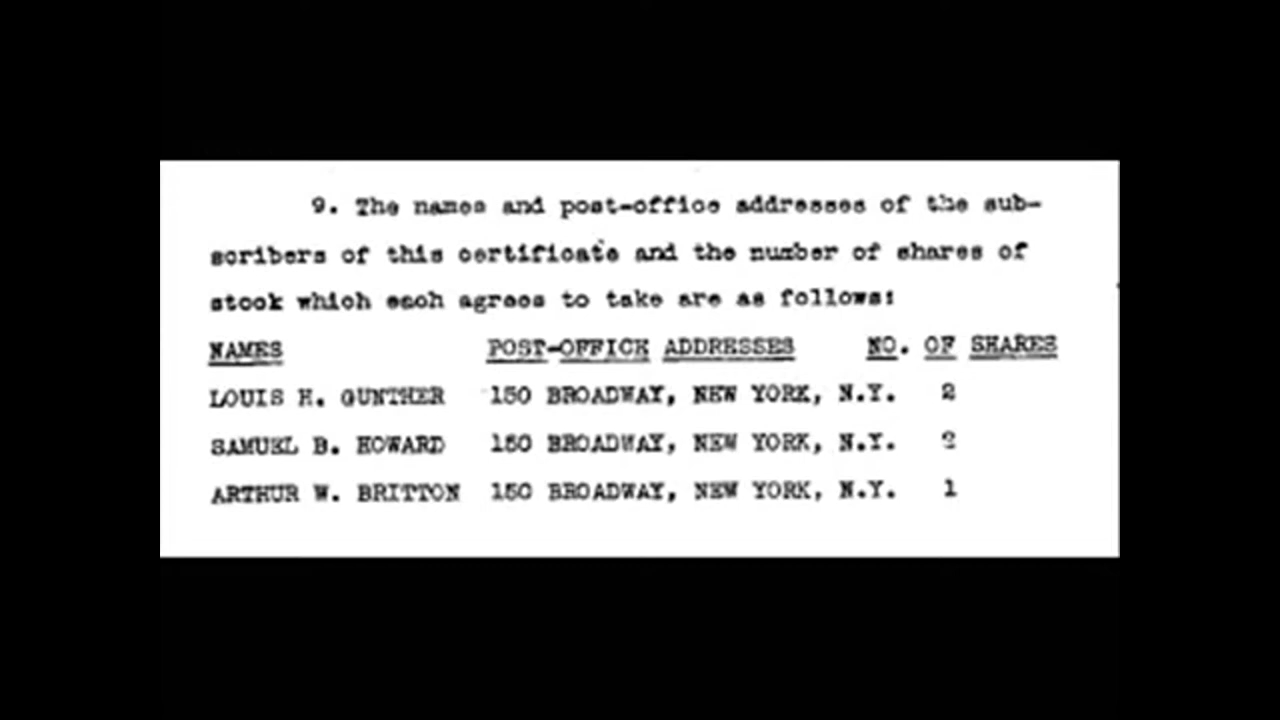 9. The names and post-office addresses of the sub-
scribers of this certificate and the number of shares of
stock which each agrees to take are as follows:
NAMES POST-OFFICE ADDRESSES NO. OF SHARES
LOUIS H. GUNTHER 150 BROADWAY, NEW YORK, N.Y. 2
SAMUEL B. HOWARD 150 BROADWAY, NEW YORK, N.Y. 2
ARTHUR W. BRITTON 150 BROADWAY, NEW YORK, N.Y. 1